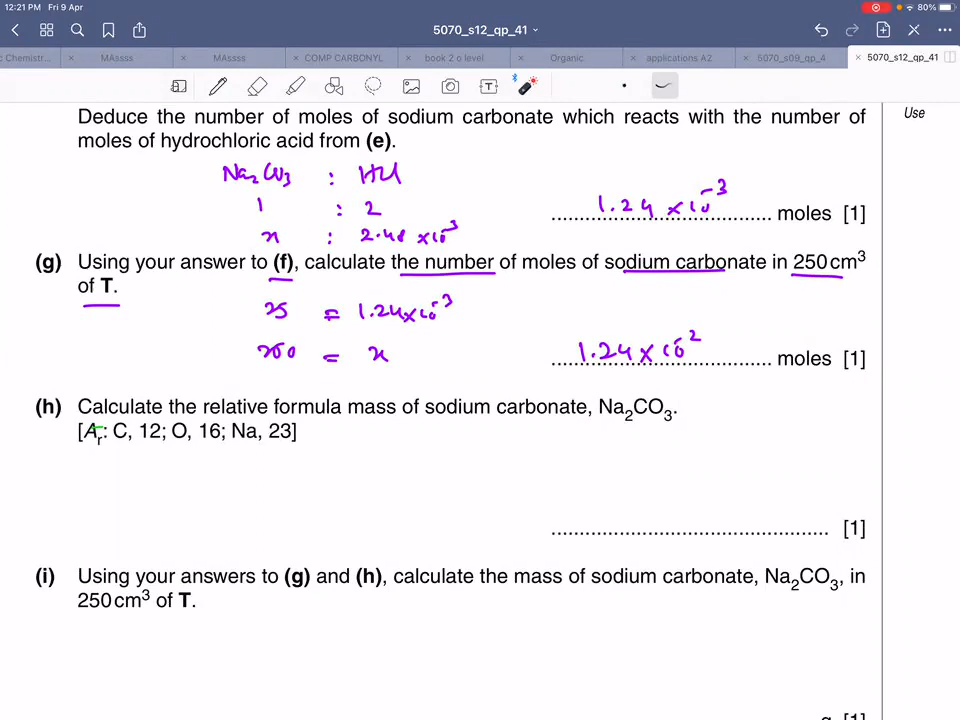 12:21 PM Fri 9 Apr
80%
5070_s12_qp_41
c Chemistr...
MAssss
MAssss
COMP CARBONYL
book 2 o level
Organic
applications A2
5070_s09_qp_4
5070_s12_qp_41
Deduce the number of moles of sodium carbonate which reacts with the number of
moles of hydrochloric acid from (e).
Use
Na₂CO₃ : HCl
1 : 2
x : 2.48 × 10⁻³
1.24 × 10⁻³
........................................ moles [1]
(g) Using your answer to (f), calculate the number of moles of sodium carbonate in 250 cm³
of T.
25 = 1.24×10⁻³
250 = x
1.24 × 10⁻²
........................................ moles [1]
(h) Calculate the relative formula mass of sodium carbonate, Na₂CO₃.
[Aᵣ: C, 12; O, 16; Na, 23]
.................................................. [1]
(i) Using your answers to (g) and (h), calculate the mass of sodium carbonate, Na₂CO₃, in
250 cm³ of T.
g [1]